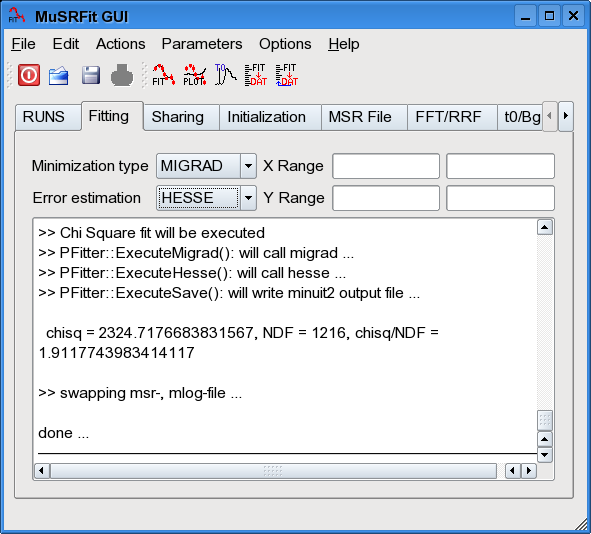 MuSRFit GUI
File Edit Actions Parameters Options Help
FIT PLOT T0 FIT DAT FIT DAT
RUNS Fitting Sharing Initialization MSR File FFT/RRF t0/Bg
Minimization type MIGRAD X Range
Error estimation HESSE Y Range
>> Chi Square fit will be executed
>> PFitter::ExecuteMigrad(): will call migrad ...
>> PFitter::ExecuteHesse(): will call hesse ...
>> PFitter::ExecuteSave(): will write minuit2 output file ...
chisq = 2324.7176683831567, NDF = 1216, chisq/NDF =
1.9117743983414117
>> swapping msr-, mlog-file ...
done ...